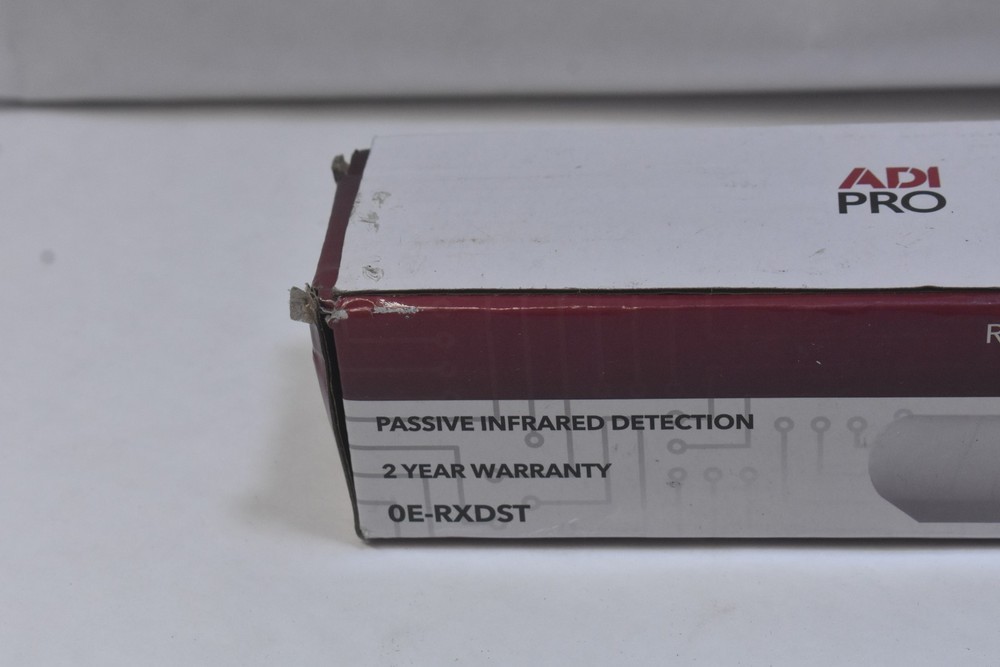 ADI
PRO
R
PASSIVE INFRARED DETECTION
2 YEAR WARRANTY
0E-RXDST